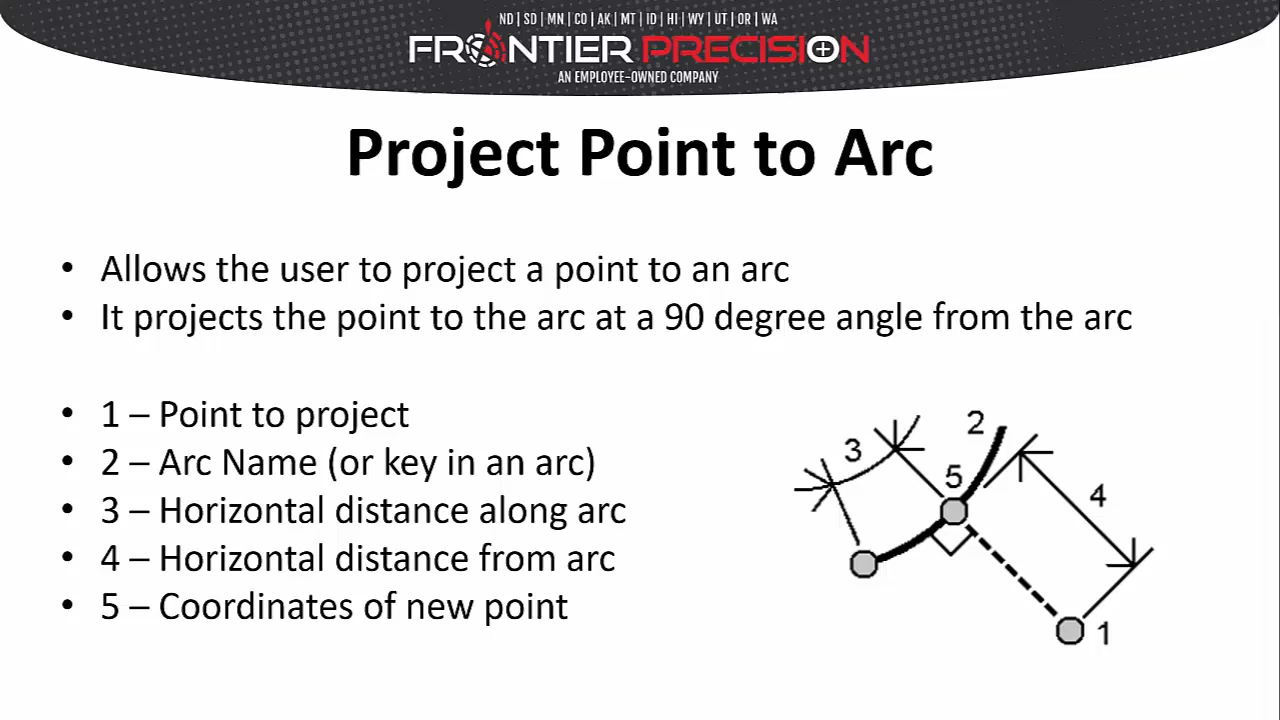 ND | SD | MN | CO | AK | MT | ID | HI | WY | UT | OR | WA
FRONTIER PRECISION
AN EMPLOYEE-OWNED COMPANY
Project Point to Arc
• Allows the user to project a point to an arc
• It projects the point to the arc at a 90 degree angle from the arc
• 1 – Point to project
• 2 – Arc Name (or key in an arc)
• 3 – Horizontal distance along arc
• 4 – Horizontal distance from arc
• 5 – Coordinates of new point
2
3
5
4
1